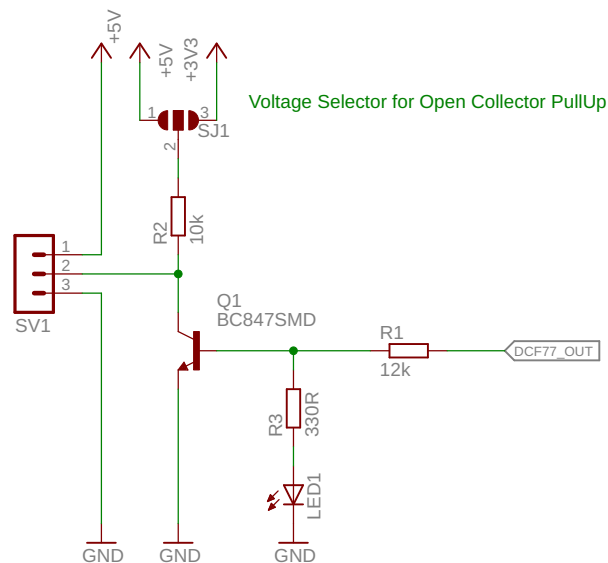 +5V
+5V
+3V3
Voltage Selector for Open Collector PullUp
1
3
SJ1
2
R2
10k
1
2
3
SV1
Q1
BC847SMD
R1
12k
DCF77_OUT
R3
330R
LED1
GND
GND
GND